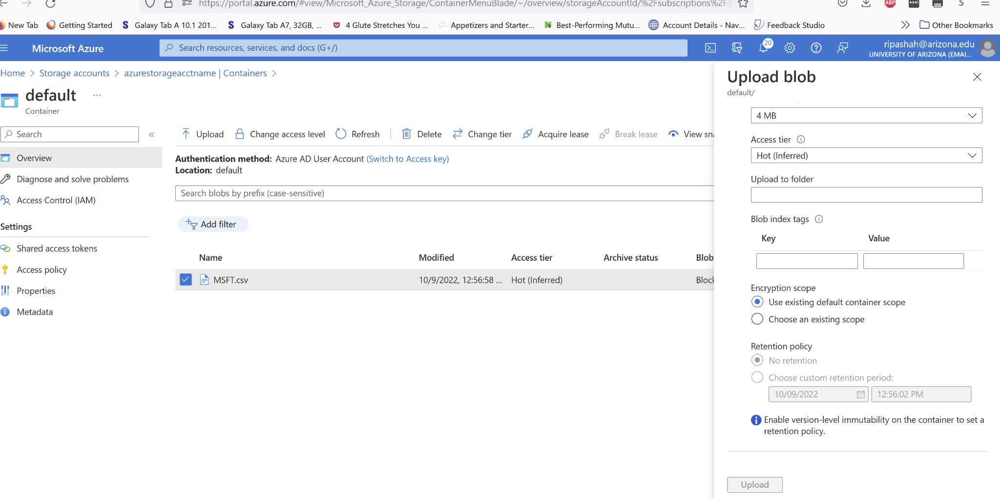 https://portal.azure.com/#view/Microsoft_Azure_Storage/ContainerMenuBlade/~/overview/storageAccountId/%2Fsubscriptions%2F3
ABP
PDF
New Tab
Getting Started
S Galaxy Tab A 10.1 201...
S Galaxy Tab A7, 32GB, ...
4 Glute Stretches You ...
Appetizers and Starter...
N Best-Performing Mutu...
Account Details - Nav...
Feedback Studio
Other Bookmarks
Microsoft Azure
Search resources, services, and docs (G+/)
20
ripashah@arizona.edu
UNIVERSITY OF ARIZONA (EMAI...
Home > Storage accounts > azurestorageacctname | Containers >
default ...
Container
Search
«
Overview
Diagnose and solve problems
Access Control (IAM)
Settings
Shared access tokens
Access policy
Properties
Metadata
Upload
Change access level
Refresh
Delete
Change tier
Acquire lease
Break lease
View sna
Authentication method: Azure AD User Account (Switch to Access key)
Location: default
Search blobs by prefix (case-sensitive)
Add filter
Name Modified Access tier Archive status Blob
MSFT.csv 10/9/2022, 12:56:58 ... Hot (Inferred) Block
Upload blob
default/
4 MB
Access tier
Hot (Inferred)
Upload to folder
Blob index tags
Key Value
Encryption scope
Use existing default container scope
Choose an existing scope
Retention policy
No retention
Choose custom retention period:
10/09/2022 12:56:02 PM
Enable version-level immutability on the container to set a
retention policy.
Upload